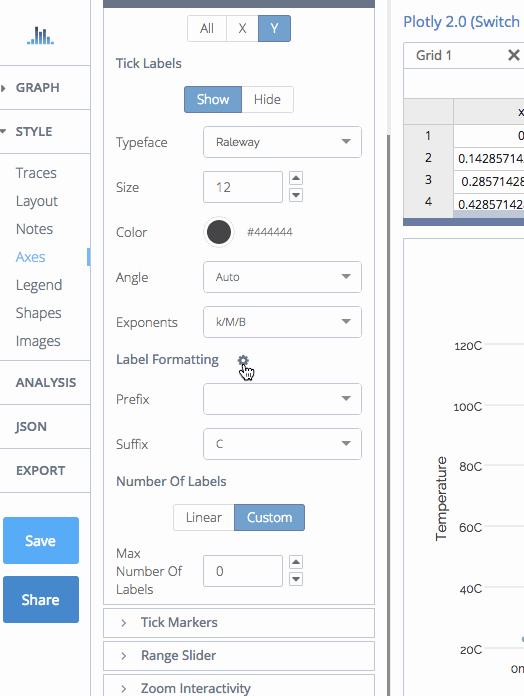 GRAPH
STYLE
Traces
Layout
Notes
Axes
Legend
Shapes
Images
ANALYSIS
JSON
EXPORT
Save
Share
All X Y
Tick Labels
Show Hide
Typeface Raleway
Size 12
Color #444444
Angle Auto
Exponents k/M/B
Label Formatting
Prefix
Suffix C
Number Of Labels
Linear Custom
Max
Number Of
Labels
0
Tick Markers
Range Slider
Zoom Interactivity
Plotly 2.0 (Switch
Grid 1
x
1 0
2 0.142857142
3 0.28571428
4 0.42857142
120C
100C
80C
60C
40C
20C
Temperature
on